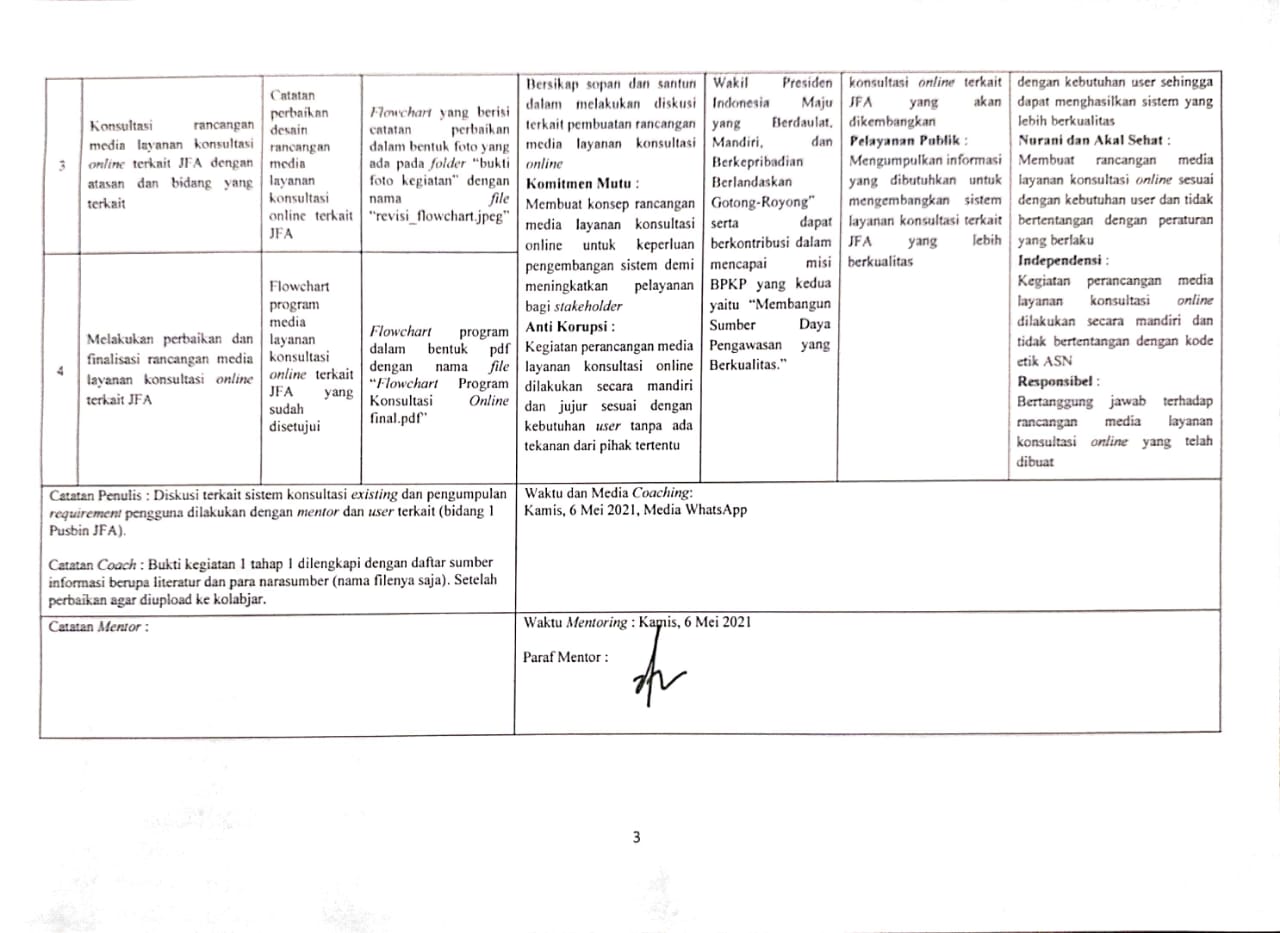 3
Konsultasi rancangan
media layanan konsultasi
online terkait JFA dengan
atasan dan bidang yang
terkait
Catatan
perbaikan
desain
rancangan
media
layanan
konsultasi
online terkait
JFA
Flowchart yang berisi
catatan perbaikan
dalam bentuk foto yang
ada pada folder “bukti
foto kegiatan” dengan
nama file
“revisi_flowchart.jpeg”
Bersikap sopan dan santun
dalam melakukan diskusi
terkait pembuatan rancangan
media layanan konsultasi
online
Komitmen Mutu :
Membuat konsep rancangan
media layanan konsultasi
online untuk keperluan
pengembangan sistem demi
meningkatkan pelayanan
bagi stakeholder
Anti Korupsi :
Kegiatan perancangan media
layanan konsultasi online
dilakukan secara mandiri
dan jujur sesuai dengan
kebutuhan user tanpa ada
tekanan dari pihak tertentu
Wakil Presiden
Indonesia Maju
yang Berdaulat,
Mandiri, dan
Berkepribadian
Berlandaskan
Gotong-Royong”
serta dapat
berkontribusi dalam
mencapai misi
BPKP yang kedua
yaitu “Membangun
Sumber Daya
Pengawasan yang
Berkualitas.”
konsultasi online terkait
JFA yang akan
dikembangkan
Pelayanan Publik :
Mengumpulkan informasi
yang dibutuhkan untuk
mengembangkan sistem
layanan konsultasi terkait
JFA yang lebih
berkualitas
dengan kebutuhan user sehingga
dapat menghasilkan sistem yang
lebih berkualitas
Nurani dan Akal Sehat :
Membuat rancangan media
layanan konsultasi online sesuai
dengan kebutuhan user dan tidak
bertentangan dengan peraturan
yang berlaku
Independensi :
Kegiatan perancangan media
layanan konsultasi online
dilakukan secara mandiri dan
tidak bertentangan dengan kode
etik ASN
Responsibel :
Bertanggung jawab terhadap
rancangan media layanan
konsultasi online yang telah
dibuat
4
Melakukan perbaikan dan
finalisasi rancangan media
layanan konsultasi online
terkait JFA
Flowchart
program
media
layanan
konsultasi
online terkait
JFA yang
sudah
disetujui
Flowchart program
dalam bentuk pdf
dengan nama file
“Flowchart Program
Konsultasi Online
final.pdf’
Catatan Penulis : Diskusi terkait sistem konsultasi existing dan pengumpulan
requirement pengguna dilakukan dengan mentor dan user terkait (bidang 1
Pusbin JFA).
Catatan Coach : Bukti kegiatan 1 tahap 1 dilengkapi dengan daftar sumber
informasi berupa literatur dan para narasumber (nama filenya saja). Setelah
perbaikan agar diupload ke kolabjar.
Waktu dan Media Coaching:
Kamis, 6 Mei 2021, Media WhatsApp
Catatan Mentor :
Waktu Mentoring : Kamis, 6 Mei 2021
Paraf Mentor :
3